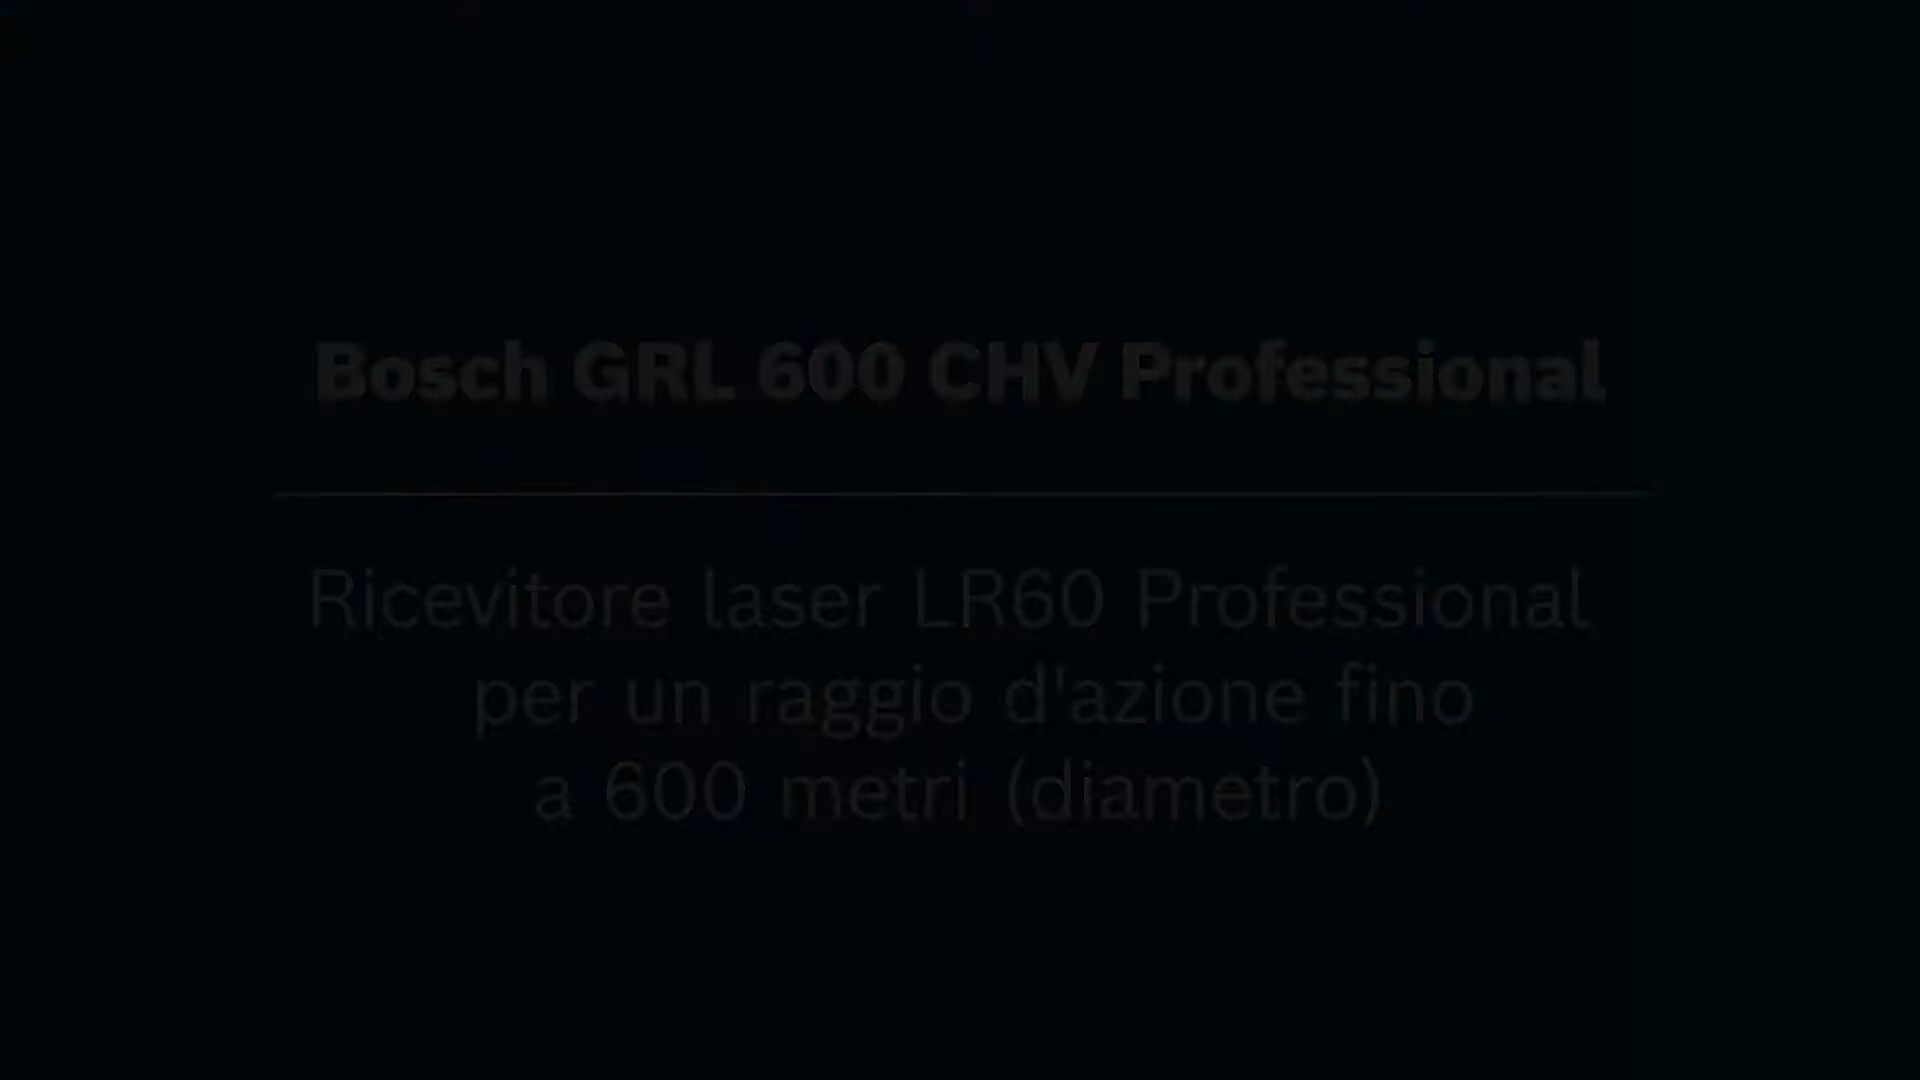 Bosch GRL 600 CHV Professional
Ricevitore laser LR60 Professional
per un raggio d'azione fino
a 600 metri (diametro)